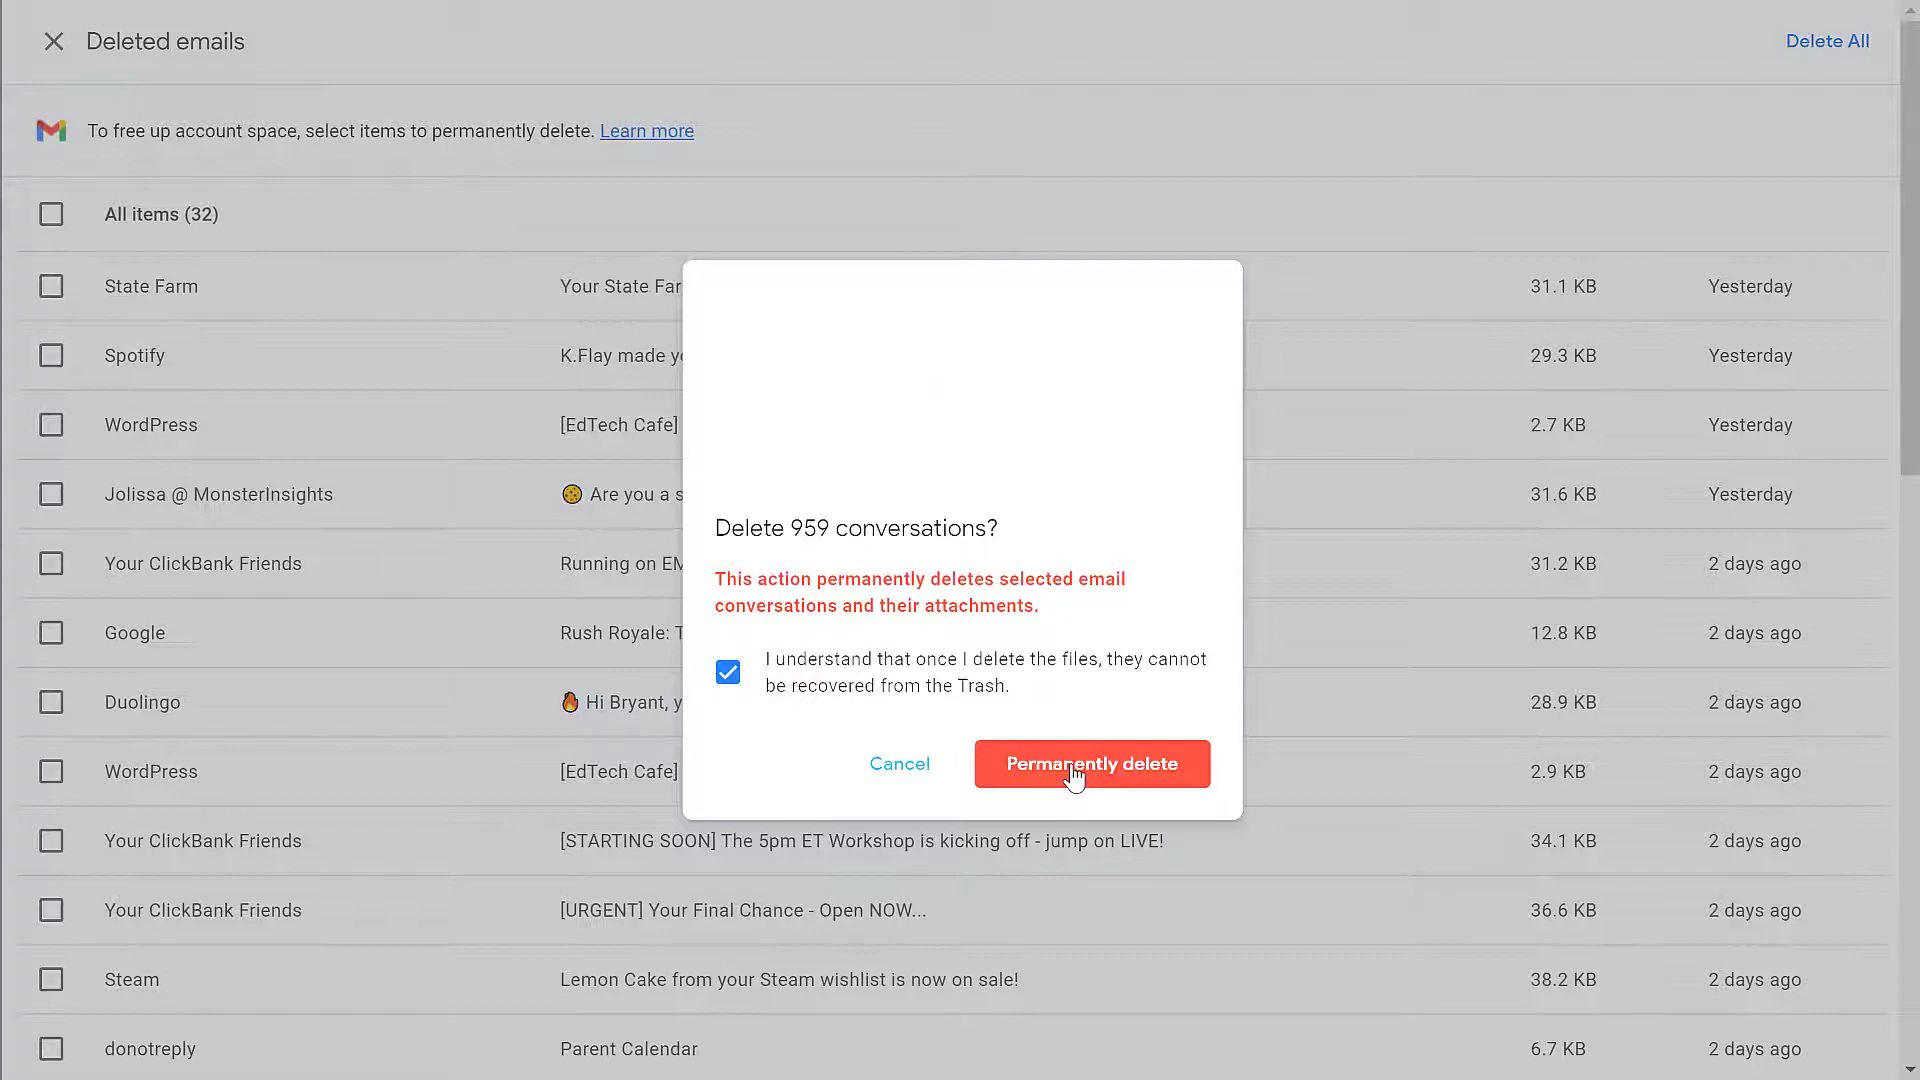 Deleted emails
Delete All
To free up account space, select items to permanently delete. Learn more
All items (32)
State Farm Your State Far 31.1 KB Yesterday
Spotify K.Flay made yo 29.3 KB Yesterday
WordPress [EdTech Cafe] 2.7 KB Yesterday
Jolissa @ MonsterInsights Are you a s 31.6 KB Yesterday
Your ClickBank Friends Running on EM 31.2 KB 2 days ago
Google Rush Royale: T 12.8 KB 2 days ago
Duolingo Hi Bryant, y 28.9 KB 2 days ago
WordPress [EdTech Cafe] 2.9 KB 2 days ago
Your ClickBank Friends [STARTING SOON] The 5pm ET Workshop is kicking off - jump on LIVE! 34.1 KB 2 days ago
Your ClickBank Friends [URGENT] Your Final Chance - Open NOW... 36.6 KB 2 days ago
Steam Lemon Cake from your Steam wishlist is now on sale! 38.2 KB 2 days ago
donotreply Parent Calendar 6.7 KB 2 days ago
Delete 959 conversations?
This action permanently deletes selected email
conversations and their attachments.
I understand that once I delete the files, they cannot
be recovered from the Trash.
Cancel
Permanently delete